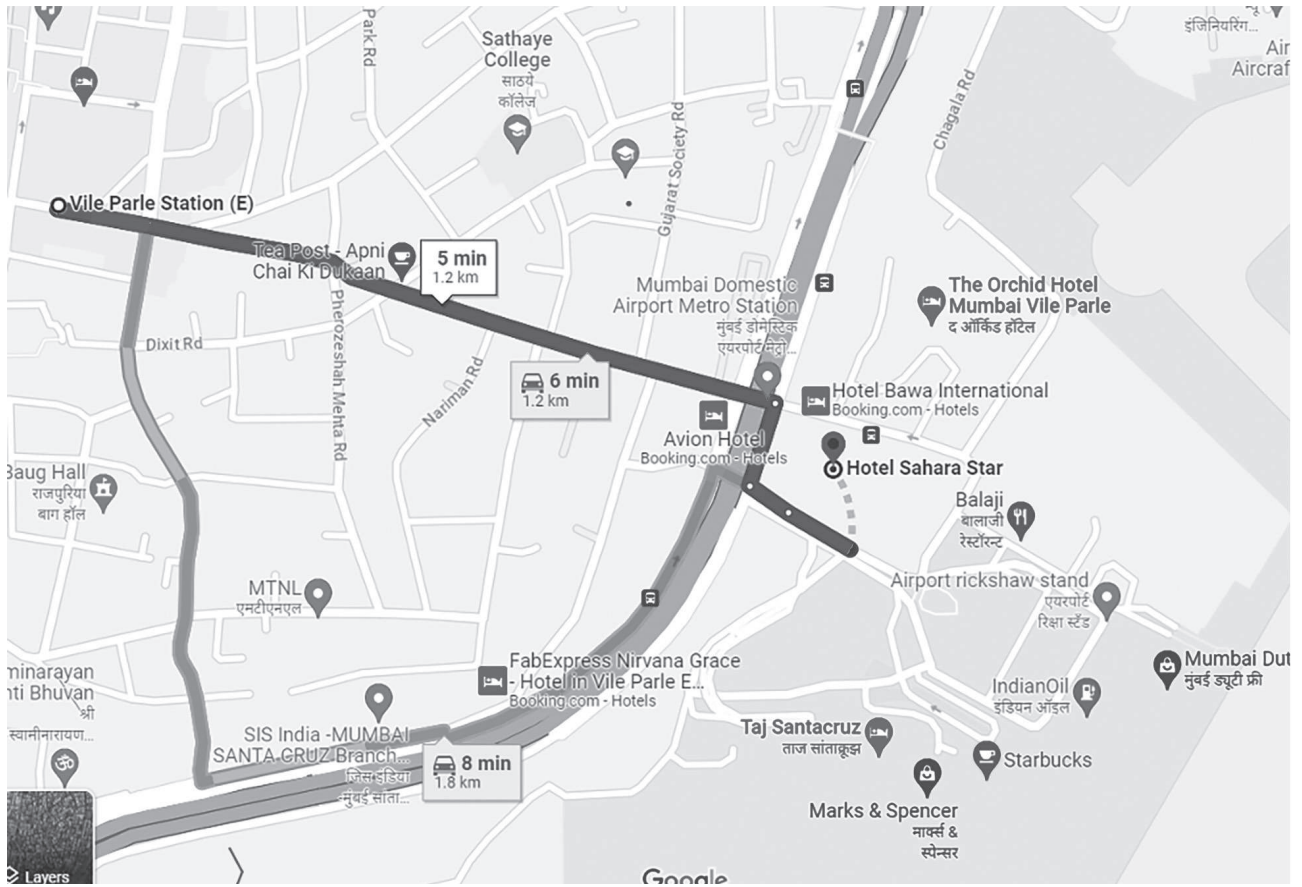 इंजिनियरिंग...
Air
Aircraf
Park Rd
Sathaye
College
साठये
कॉलेज
Chagala Rd
Gujarat Society Rd
Vile Parle Station (E)
Tea Post - Apni
Chai Ki Dukaan
5 min
1.2 km
Mumbai Domestic
Airport Metro Station
मुंबई डोमेस्टिक
एयरपोर्ट मेट्रो...
The Orchid Hotel
Mumbai Vile Parle
द ऑर्किड हॉटेल
Dixit Rd
Pherozeshah Mehta Rd
Nariman Rd
6 min
1.2 km
Hotel Bawa International
Booking.com - Hotels
Avion Hotel
Booking.com - Hotels
Hotel Sahara Star
Baug Hall
राजपुरिया
बाग हॉल
Balaji
बालाजी
रेस्टॉरन्ट
MTNL
एमटीएनएल
Airport rickshaw stand
एयरपोर्ट
रिक्षा स्टँड
FabExpress Nirvana Grace
- Hotel in Vile Parle E...
Booking.com - Hotels
minarayan
nti Bhuvan
श्री
स्वामीनारायण...
Mumbai Dut
मुंबई ड्यूटी फ्री
IndianOil
इंडियन ऑइल
SIS India -MUMBAI
SANTA CRUZ Branch...
जिस इंडिया
-मुंबई सांता...
Taj Santacruz
ताज सांताक्रूझ
8 min
1.8 km
Starbucks
Marks & Spencer
मार्क्स &
स्पेन्सर
Layers
Google